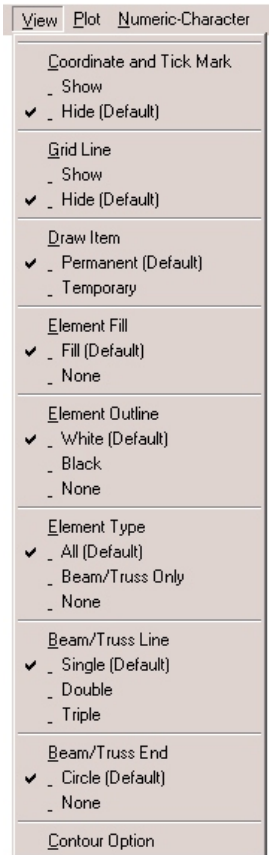 View Plot Numeric-Character
Coordinate and Tick Mark
_ Show
✔ _ Hide (Default)
Grid Line
_ Show
✔ _ Hide (Default)
Draw Item
✔ _ Permanent (Default)
_ Temporary
Element Fill
✔ _ Fill (Default)
_ None
Element Outline
✔ _ White (Default)
_ Black
_ None
Element Type
✔ _ All (Default)
_ Beam/Truss Only
_ None
Beam/Truss Line
✔ _ Single (Default)
_ Double
_ Triple
Beam/Truss End
✔ _ Circle (Default)
_ None
Contour Option